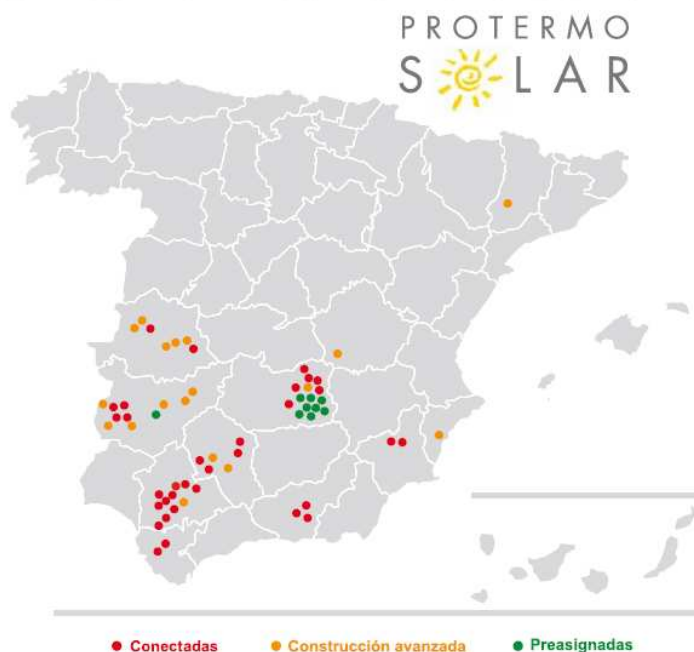 PROTERMO
SOLAR
Conectadas
Construcción avanzada
Preasignadas